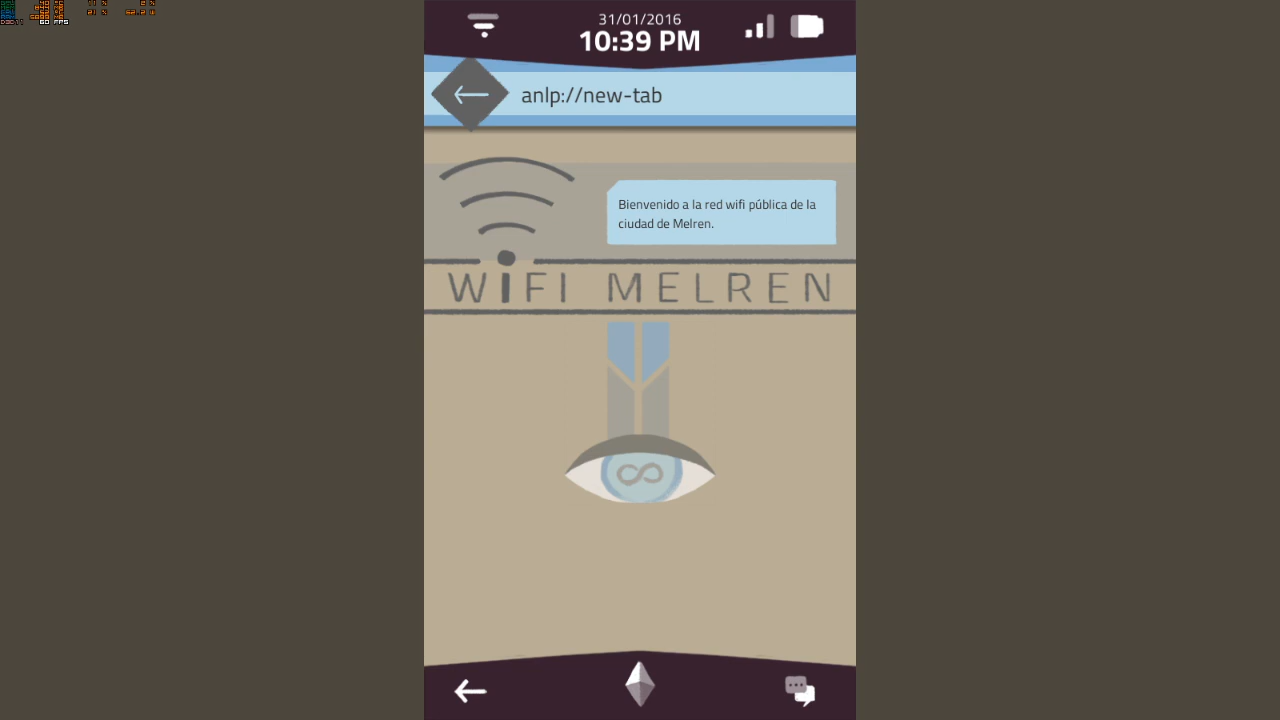 31/01/2016
10:39 PM
anlp://new-tab
Bienvenido a la red wifi pública de la
ciudad de Melren.
WiFI MELREN